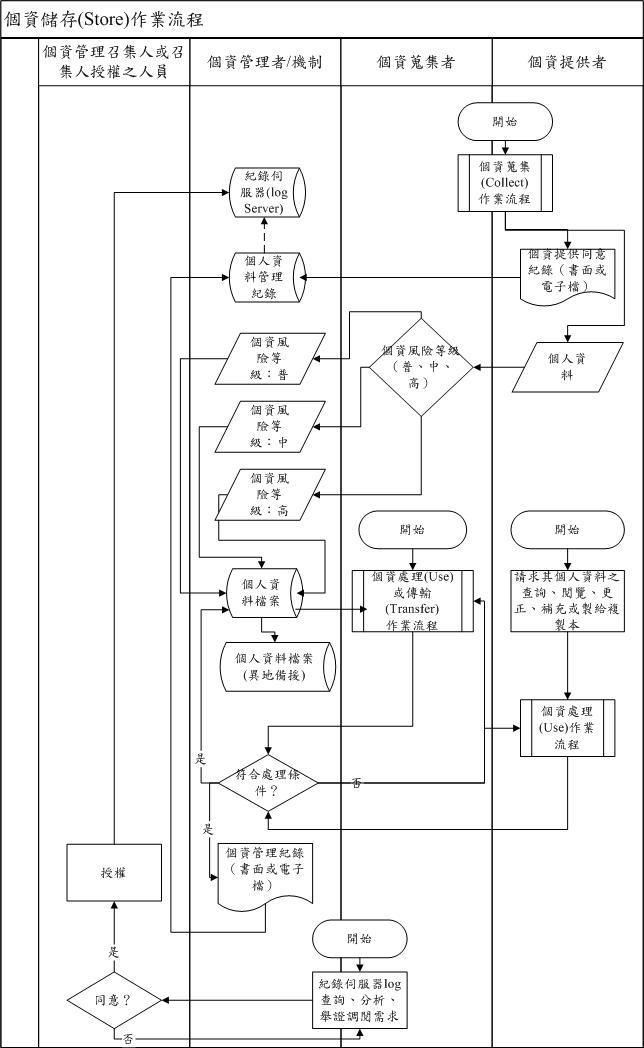 個資儲存(Store)作業流程
個資管理召集人或召
集人授權之人員
個資管理者/機制
個資蒐集者
個資提供者
開始
個資蒐集
(Collect)
作業流程
紀錄伺
服器(log
Server)
個人資
料管理
紀錄
個資提供同意
紀錄（書面或
電子檔）
個資風
險等
級：普
個資風險等級
（普、中、
高）
個人資
料
個資風
險等
級：中
個資風
險等
級：高
開始
開始
個人資
料檔案
個資處理(Use)
或傳輸
(Transfer)
作業流程
請求其個人資料之
查詢、閱覽、更
正、補充或製給複
製本
個人資料檔案
(異地備援)
個資處理
(Use)作業
流程
是
符合處理條
件？
否
是
個資管理紀錄
（書面或電子
檔）
授權
開始
是
同意？
紀錄伺服器log
查詢、分析、
舉證調閱需求
否